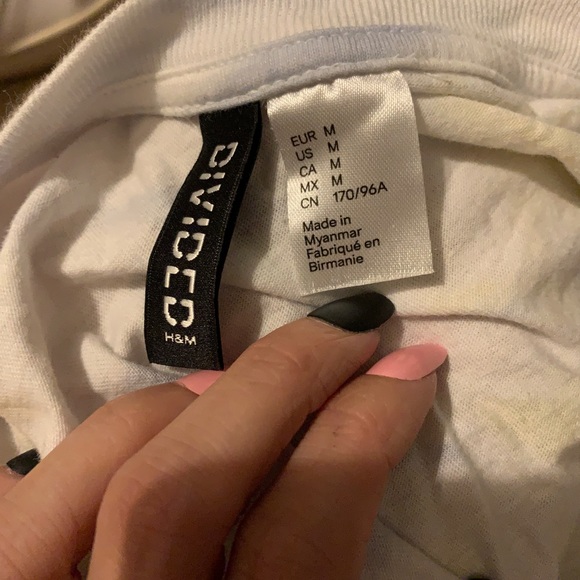 DIVIDED
H&M
EUR M
US M
CA M
MX M
CN 170/96A
Made in
Myanmar
Fabriqué en
Birmanie